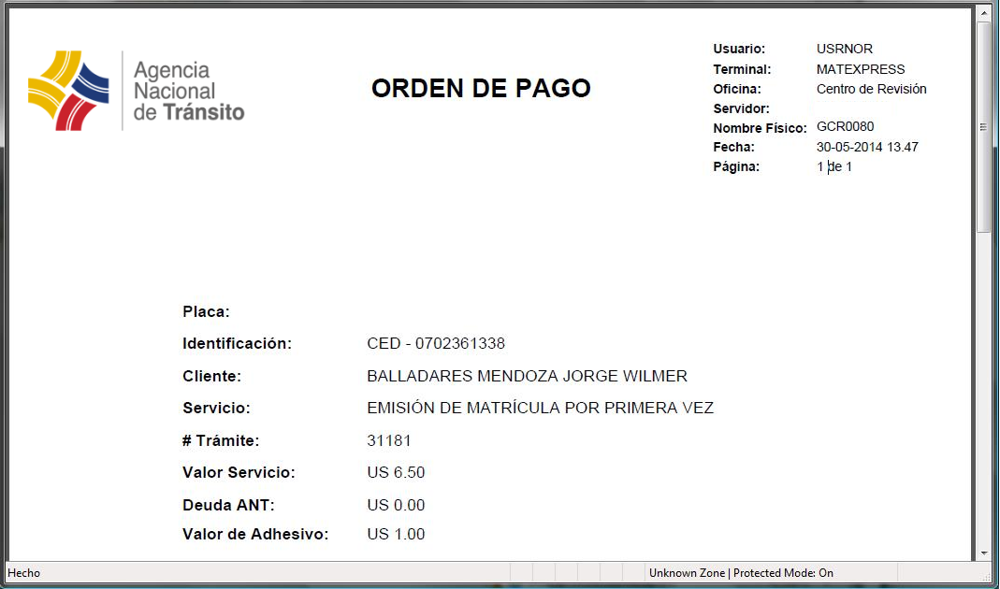 Agencia
Nacional
de Tránsito
ORDEN DE PAGO
Usuario: USRNOR
Terminal: MATEXPRESS
Oficina: Centro de Revisión
Servidor:
Nombre Físico: GCR0080
Fecha: 30-05-2014 13.47
Página: 1 de 1
Placa:
Identificación: CED - 0702361338
Cliente: BALLADARES MENDOZA JORGE WILMER
Servicio: EMISIÓN DE MATRÍCULA POR PRIMERA VEZ
# Trámite: 31181
Valor Servicio: US 6.50
Deuda ANT: US 0.00
Valor de Adhesivo: US 1.00
Hecho
Unknown Zone | Protected Mode: On